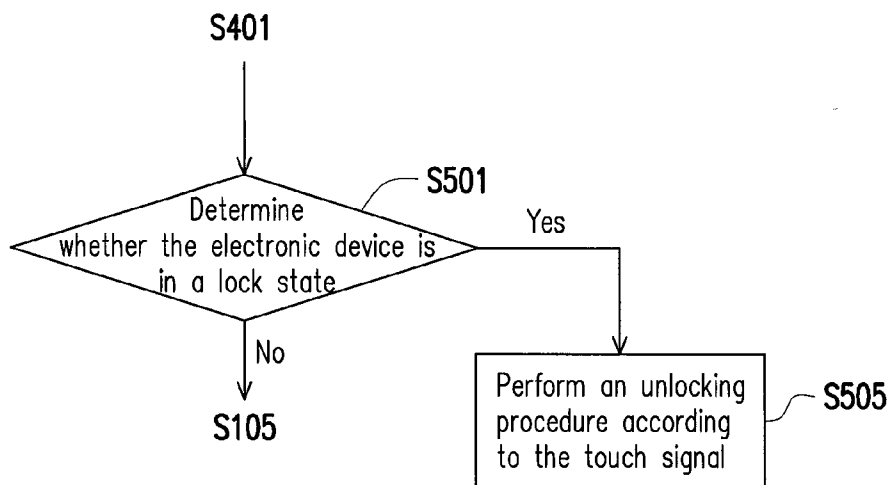 S401
S501
Determine
whether the electronic device is
in a lock state
Yes
No
S105
Perform an unlocking
procedure according
to the touch signal
S505